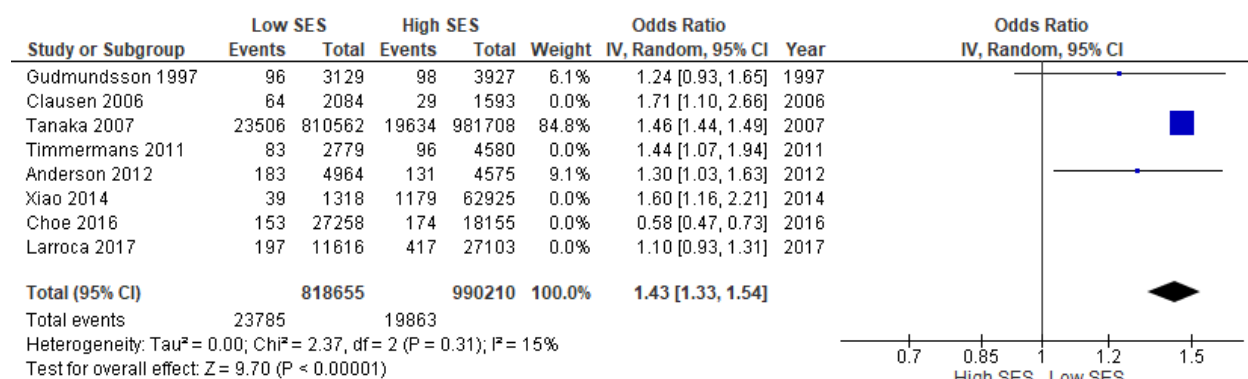 Low SES High SES Odds Ratio Odds Ratio
Study or Subgroup Events Total Events Total Weight IV, Random, 95% CI Year IV, Random, 95% CI
Gudmundsson 1997 96 3129 98 3927 6.1% 1.24 [0.93, 1.65] 1997
Clausen 2006 64 2084 29 1593 0.0% 1.71 [1.10, 2.66] 2006
Tanaka 2007 23506 810562 19634 981708 84.8% 1.46 [1.44, 1.49] 2007
Timmermans 2011 83 2779 96 4580 0.0% 1.44 [1.07, 1.94] 2011
Anderson 2012 183 4964 131 4575 9.1% 1.30 [1.03, 1.63] 2012
Xiao 2014 39 1318 1179 62925 0.0% 1.60 [1.16, 2.21] 2014
Choe 2016 153 27258 174 18155 0.0% 0.58 [0.47, 0.73] 2016
Larroca 2017 197 11616 417 27103 0.0% 1.10 [0.93, 1.31] 2017
Total (95% CI) 818655 990210 100.0% 1.43 [1.33, 1.54]
Total events 23785 19863
Heterogeneity: Tau² = 0.00; Chi² = 2.37, df = 2 (P = 0.31); I² = 15%
Test for overall effect: Z = 9.70 (P < 0.00001)
0.7 0.85 1 1.2 1.5
High SES Low SES